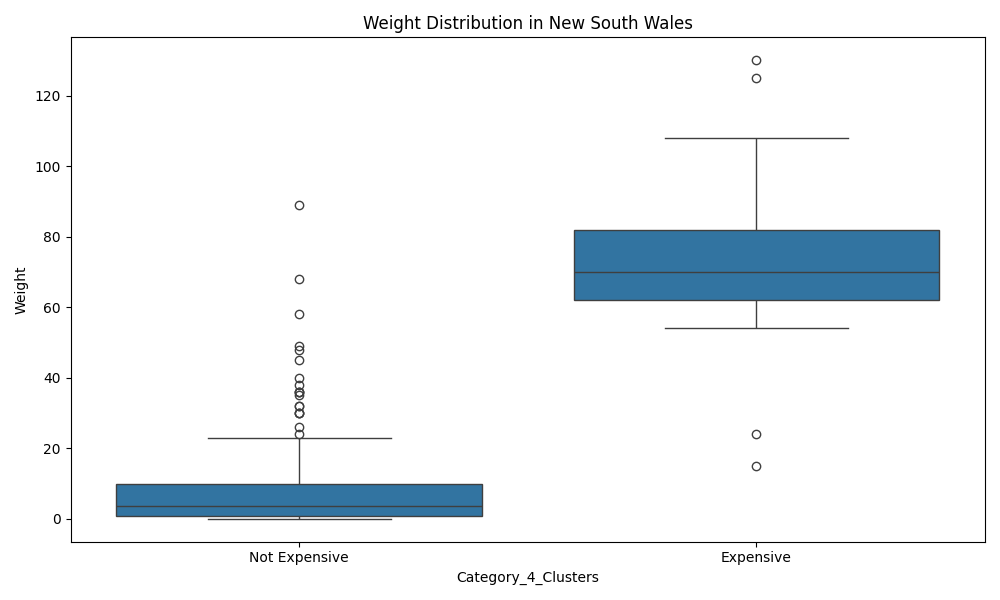 Weight Distribution in New South Wales
Weight
120
100
80
60
40
20
0
Not Expensive
Expensive
Category_4_Clusters